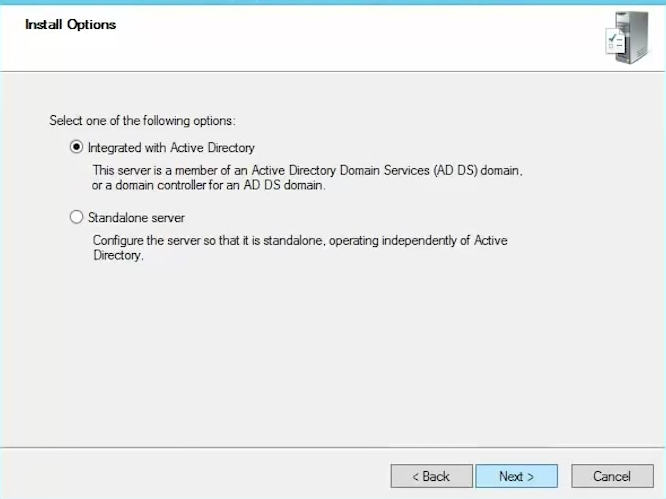 Install Options
Select one of the following options:
Integrated with Active Directory
This server is a member of an Active Directory Domain Services (AD DS) domain,
or a domain controller for an AD DS domain.
Standalone server
Configure the server so that it is standalone, operating independently of Active
Directory.
< Back
Next >
Cancel